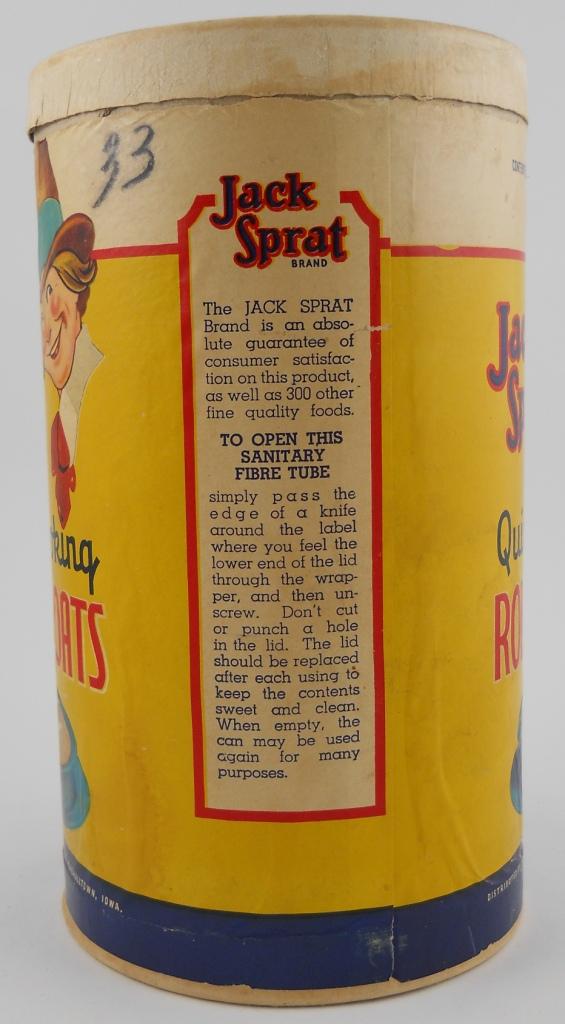 33
Jack
Sprat
BRAND
The JACK SPRAT
Brand is an abso-
lute guarantee of
consumer satisfac-
tion on this product,
as well as 300 other
fine quality foods.
TO OPEN THIS
SANITARY
FIBRE TUBE
simply pass the
edge of a knife
around the label
where you feel the
lower end of the lid
through the wrap-
per, and then un-
screw. Don't cut
or punch a hole
in the lid. The lid
should be replaced
after each using to
keep the contents
sweet and clean.
When empty, the
can may be used
again for many
purposes.
king
OATS
TOWN, IOWA.
Ja
S
Qui
RO